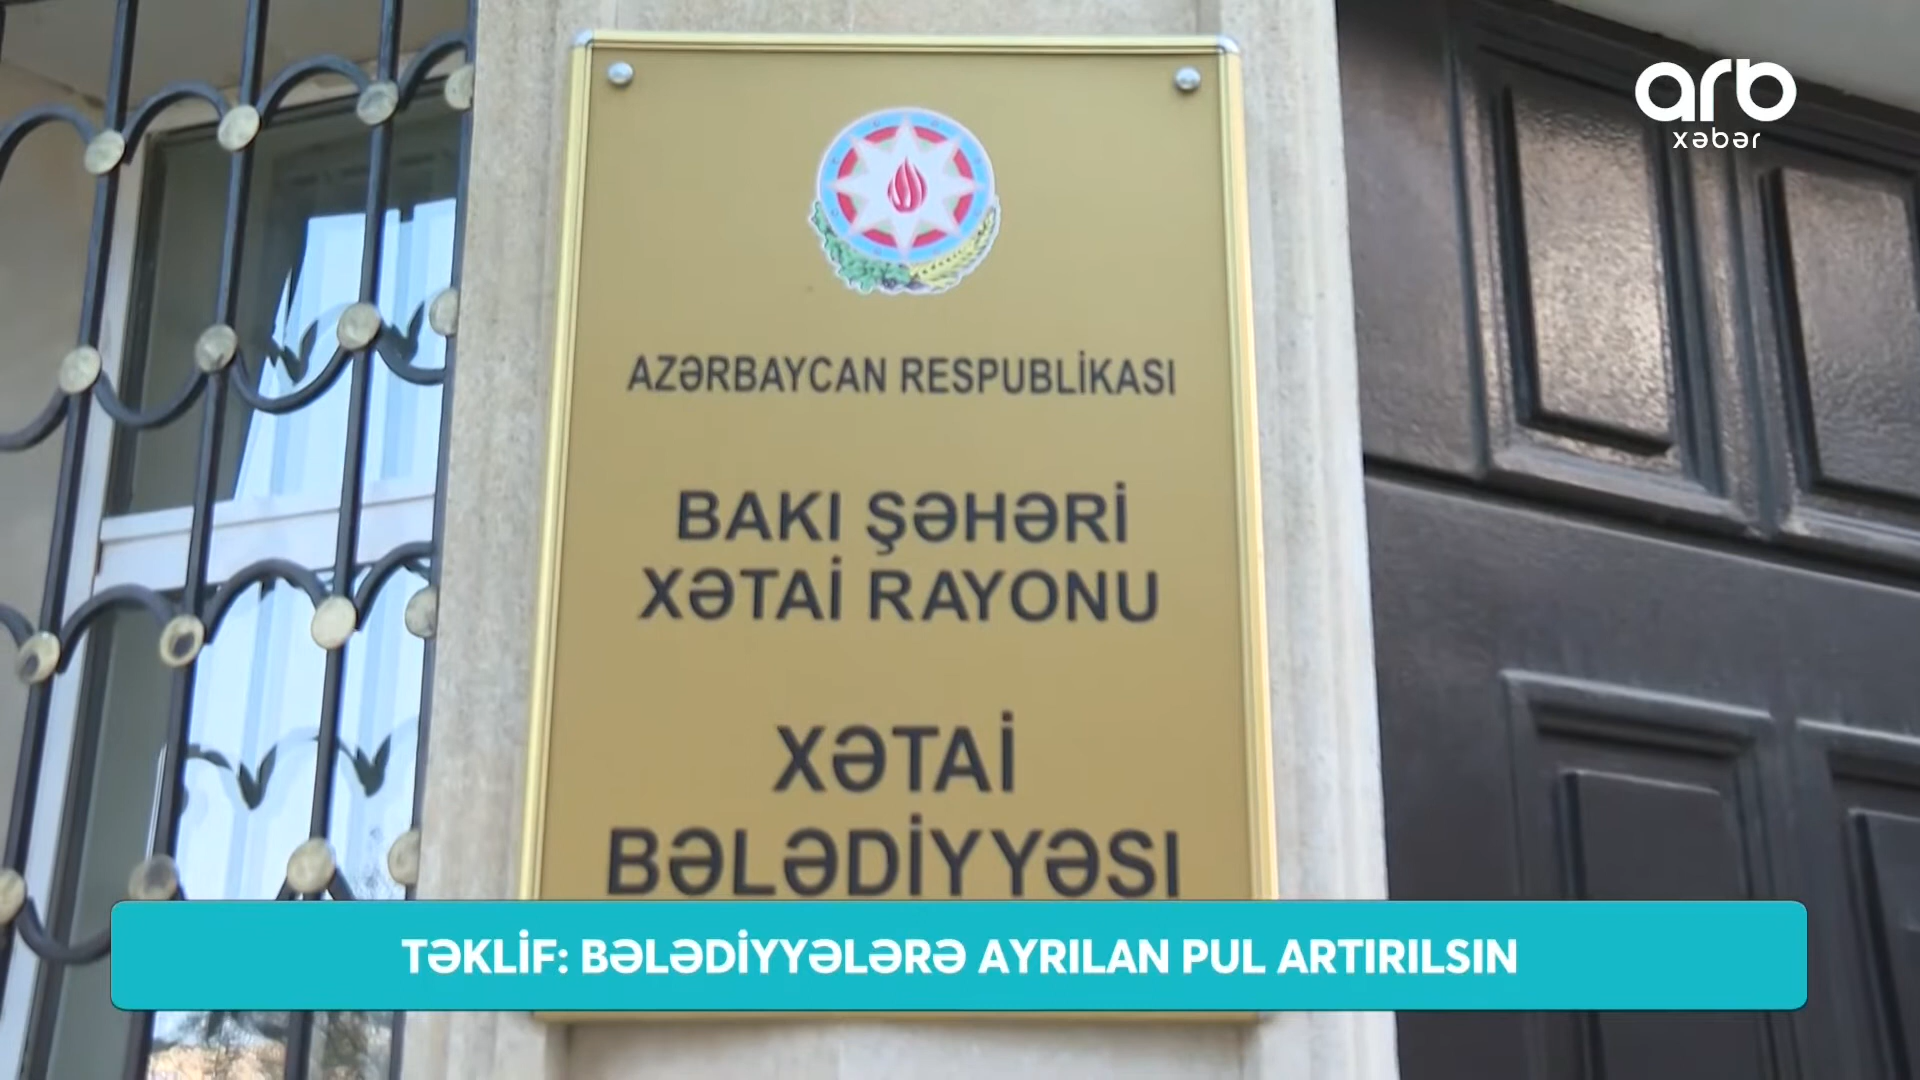 arb
xəbər
AZƏRBAYCAN RESPUBLİKASI
BAKI ŞƏHƏRİ
XƏTAİ RAYONU
XƏTAİ
BƏLƏDİYYƏSI
TƏKLİF: BƏLƏDİYYƏLƏRƏ AYRILAN PUL ARTIRILSIN